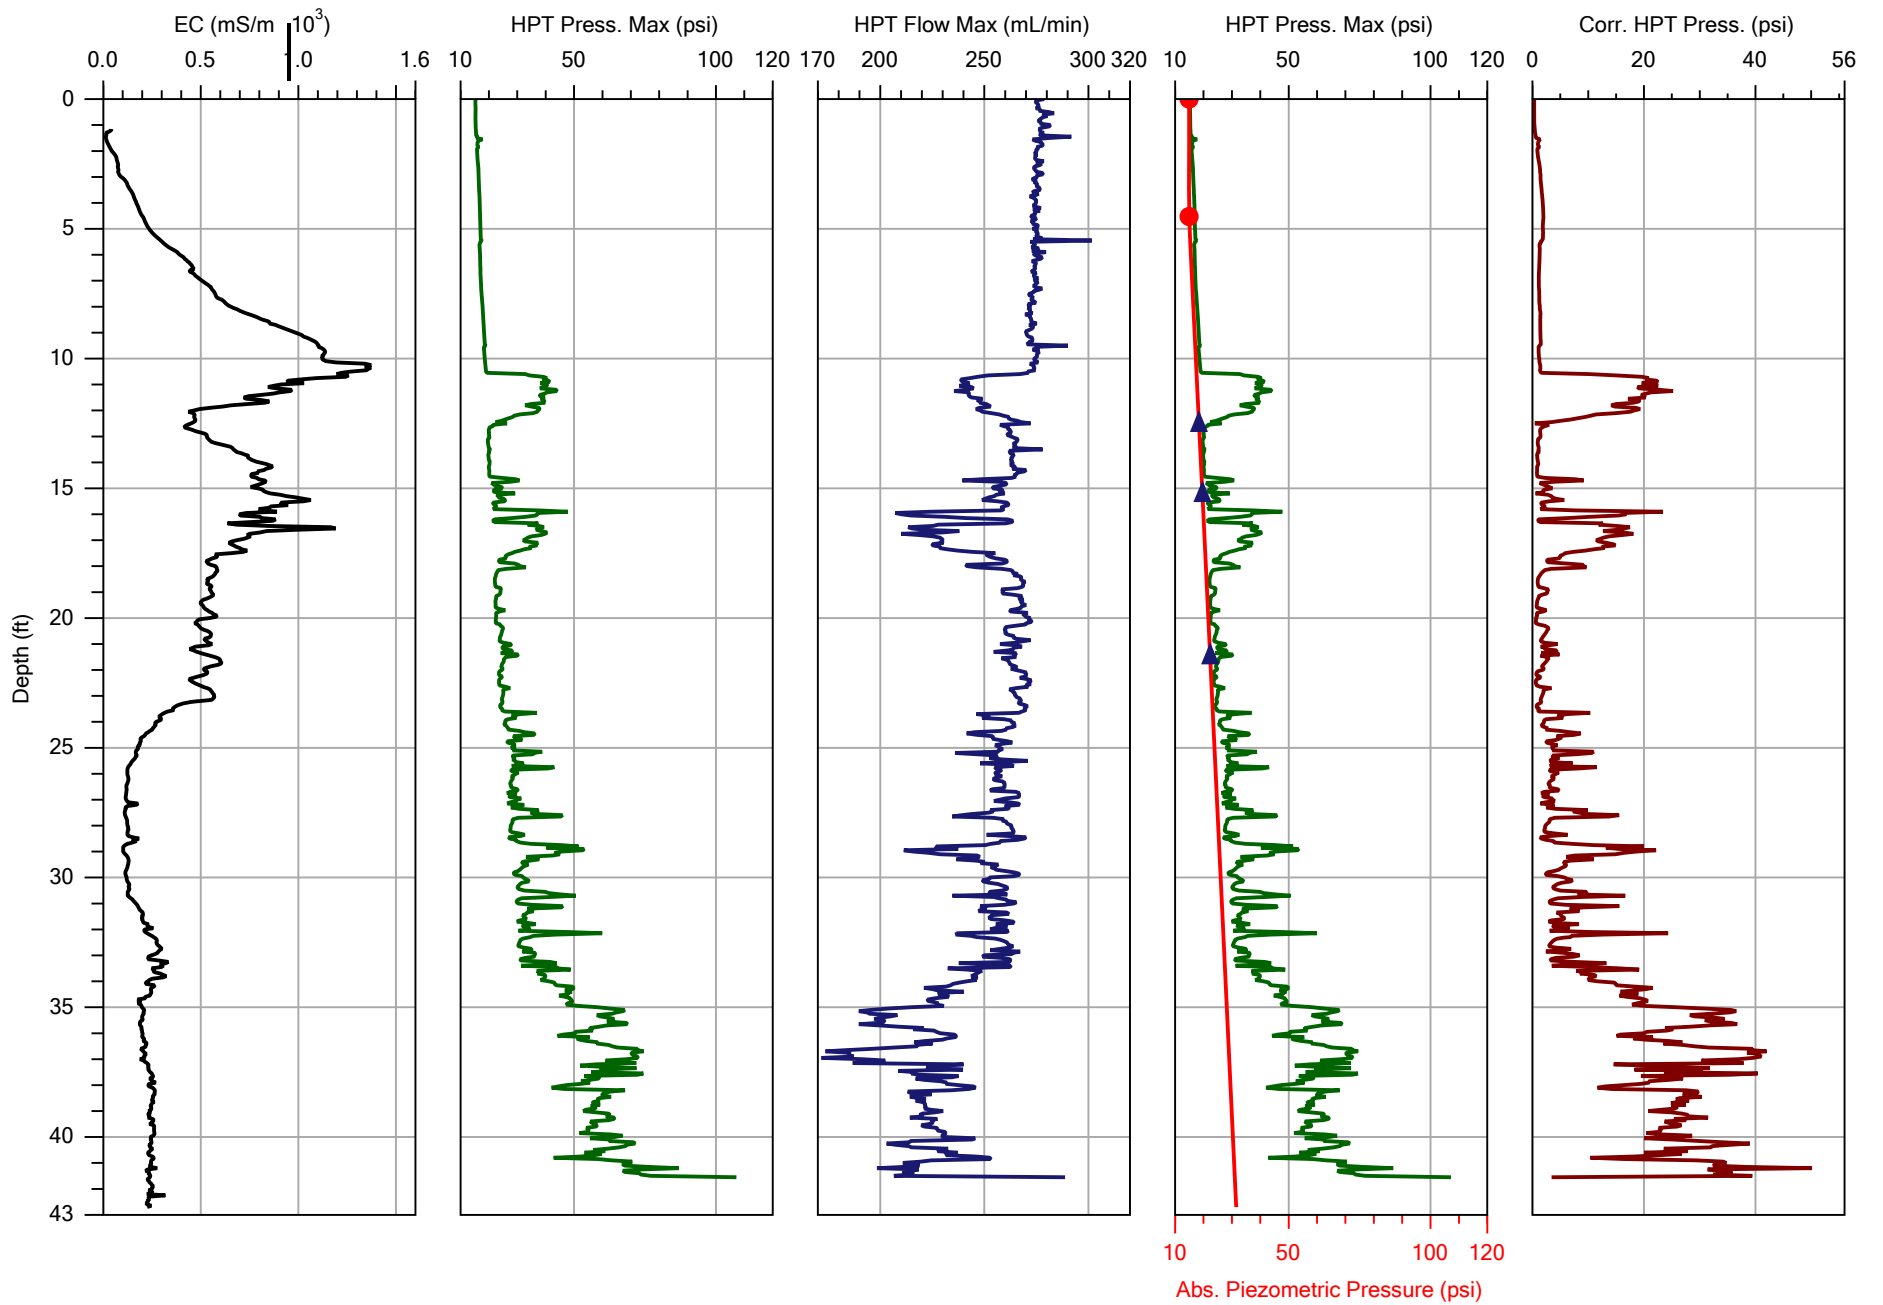 EC (mS/m 10³)
HPT Press. Max (psi)
HPT Flow Max (mL/min)
HPT Press. Max (psi)
Corr. HPT Press. (psi)
0.0 0.5 1.0 1.6
10 50 100 120
170 200 250 300 320
10 50 100 120
0 20 40 56
0
5
10
15
20
25
30
35
40
43
Depth (ft)
10 50 100 120
Abs. Piezometric Pressure (psi)